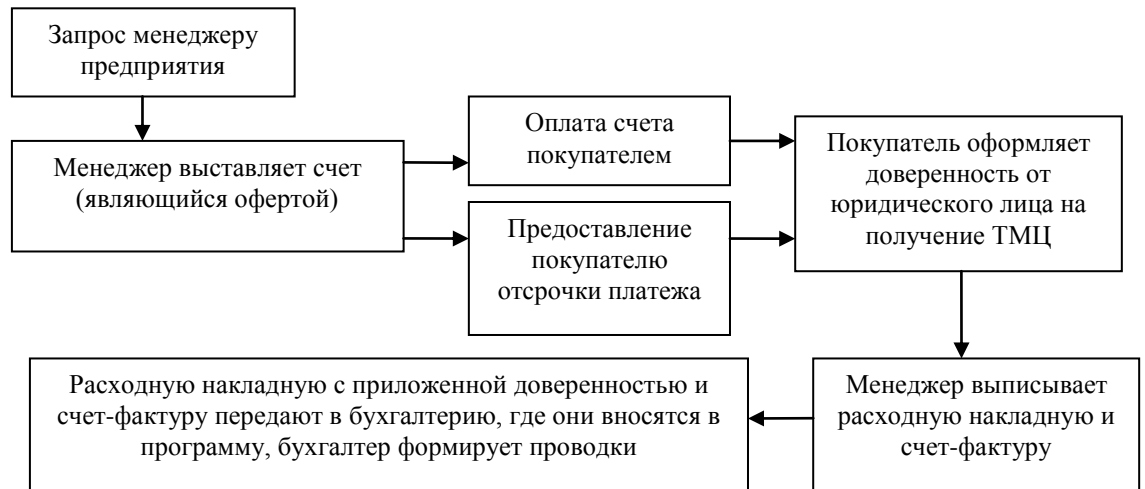 Запрос менеджеру
предприятия
Менеджер выставляет счет
(являющийся офертой)
Оплата счета
покупателем
Предоставление
покупателю
отсрочки платежа
Покупатель оформляет
доверенность от
юридического лица на
получение ТМЦ
Менеджер выписывает
расходную накладную и
счет-фактуру
Расходную накладную с приложенной доверенностью и
счет-фактуру передают в бухгалтерию, где они вносятся в
программу, бухгалтер формирует проводки